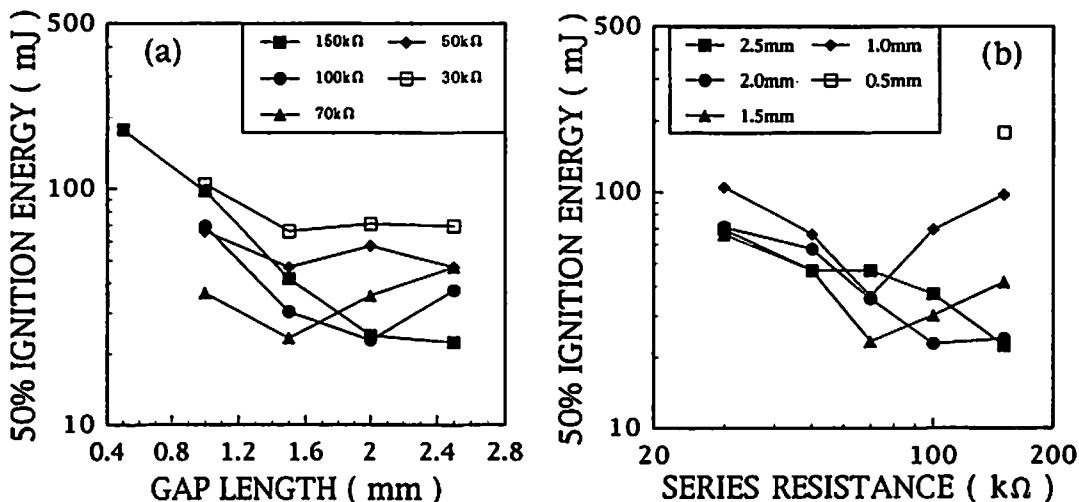 500
100
10
50% IGNITION ENERGY ( mJ )
(a)
150kΩ
50kΩ
100kΩ
30kΩ
70kΩ
0.4 0.8 1.2 1.6 2 2.4 2.8
GAP LENGTH ( mm )
500
100
10
50% IGNITION ENERGY ( mJ )
(b)
2.5mm
1.0mm
2.0mm
0.5mm
1.5mm
20 100 200
SERIES RESISTANCE ( kΩ )